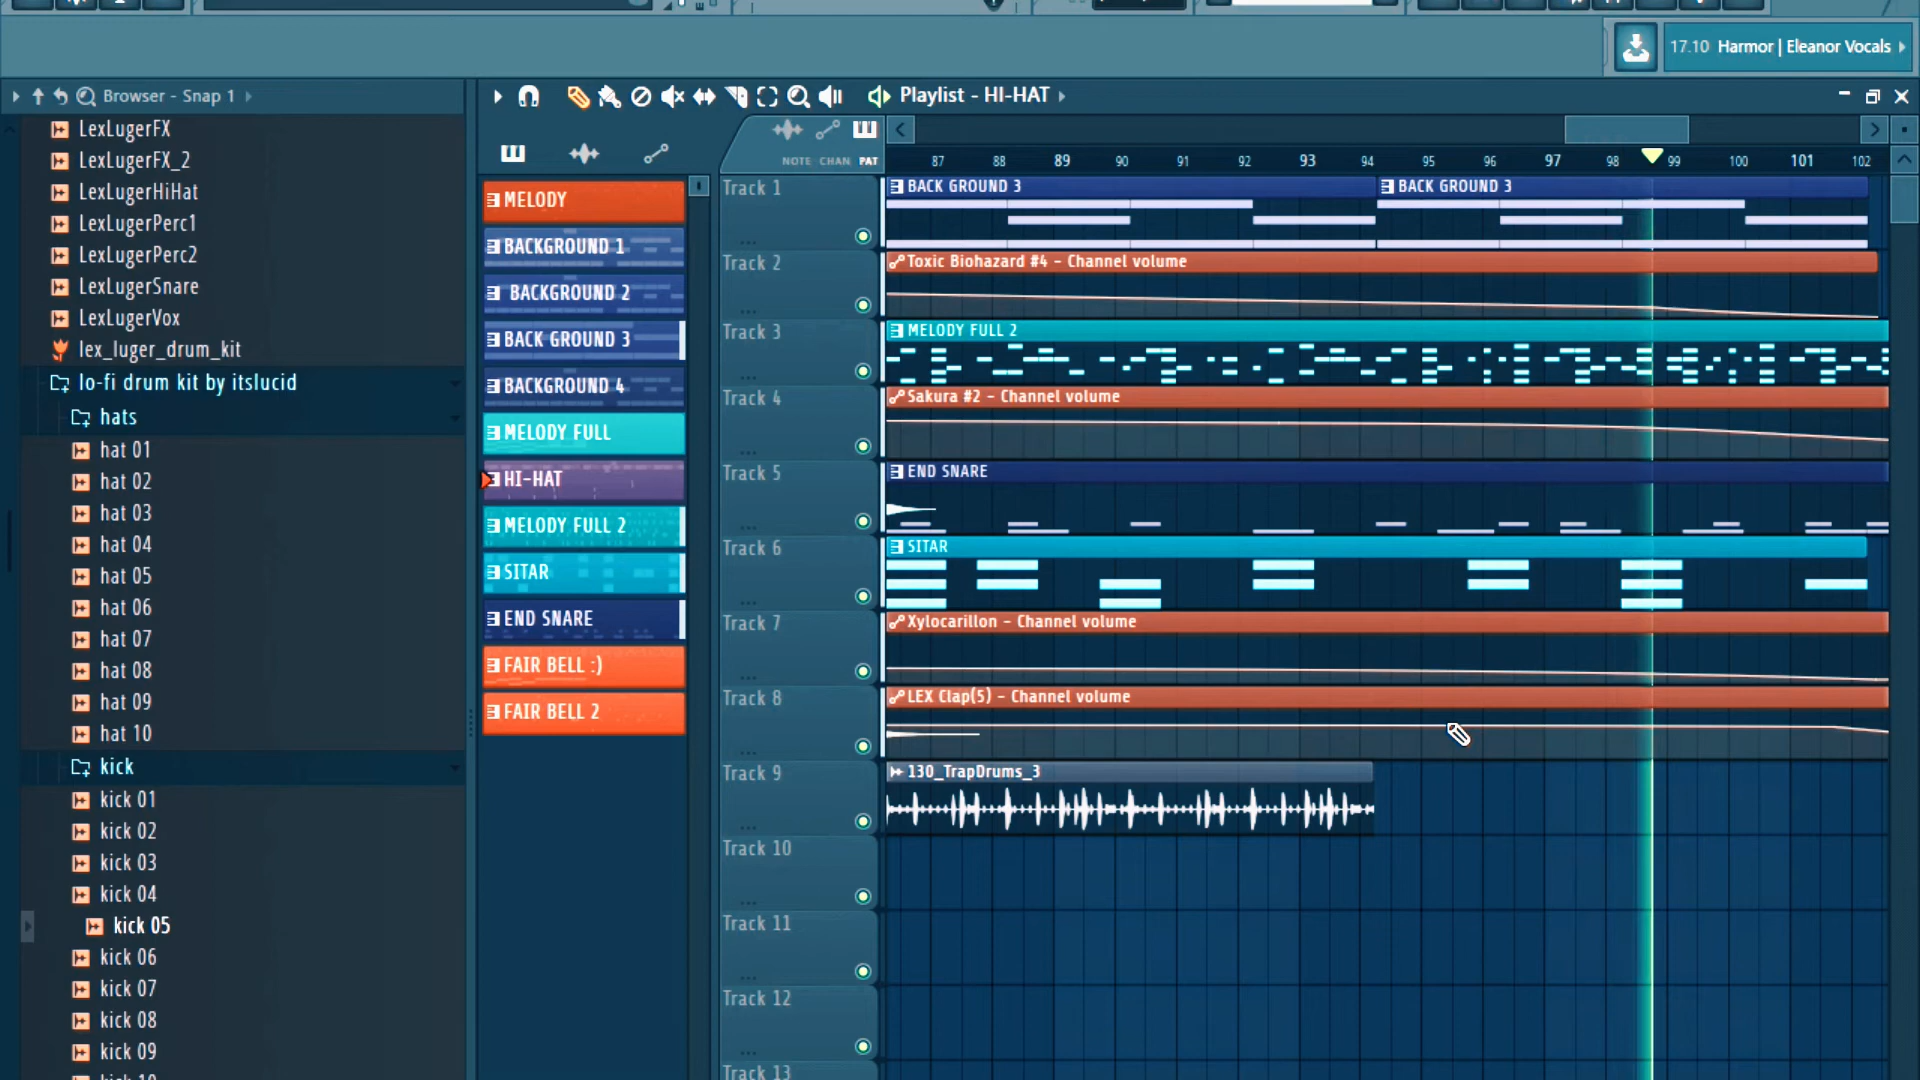 17.10 Harmor | Eleanor Vocals
Browser - Snap 1
Playlist - HI-HAT
LexLugerFX
LexLugerFX_2
LexLugerHiHat
LexLugerPerc1
LexLugerPerc2
LexLugerSnare
LexLugerVox
lex_luger_drum_kit
lo-fi drum kit by itslucid
hats
hat 01
hat 02
hat 03
hat 04
hat 05
hat 06
hat 07
hat 08
hat 09
hat 10
kick
kick 01
kick 02
kick 03
kick 04
kick 05
kick 06
kick 07
kick 08
kick 09
MELODY
BACKGROUND 1
BACKGROUND 2
BACK GROUND 3
BACKGROUND 4
MELODY FULL
HI-HAT
MELODY FULL 2
SITAR
END SNARE
FAIR BELL :)
FAIR BELL 2
NOTE CHAN PAT
87 88 89 90 91 92 93 94 95 96 97 98 99 100 101 102
Track 1
BACK GROUND 3
BACK GROUND 3
Track 2
Toxic Biohazard #4 - Channel volume
Track 3
MELODY FULL 2
Track 4
Sakura #2 - Channel volume
Track 5
END SNARE
Track 6
SITAR
Track 7
Xylocarillon - Channel volume
Track 8
LEX Clap(5) - Channel volume
Track 9
130_TrapDrums_3
Track 10
Track 11
Track 12
Track 13